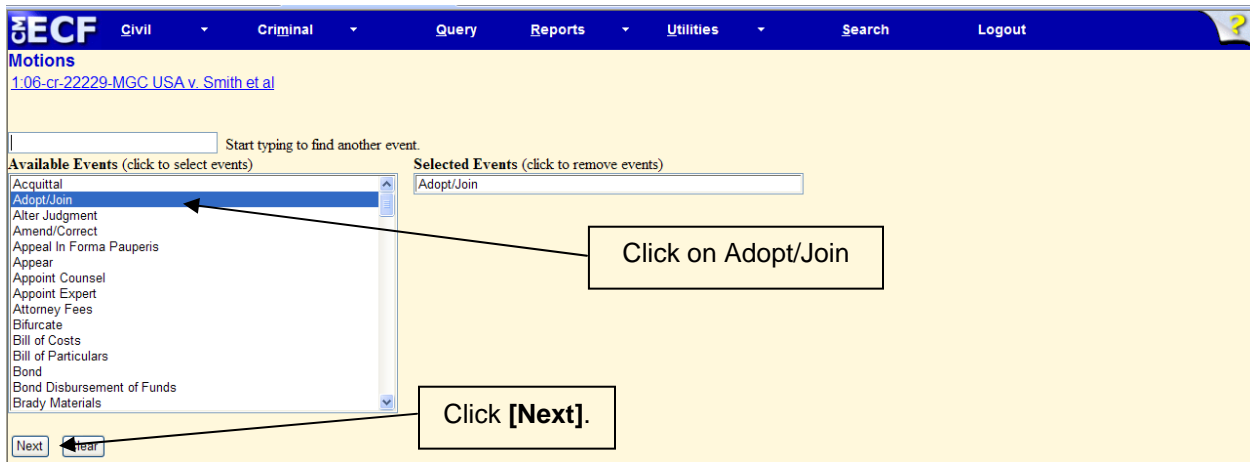 CM ECF Civil Criminal Query Reports Utilities Search Logout ?
Motions
1:06-cr-22229-MGC USA v. Smith et al
Start typing to find another event.
Available Events (click to select events) Selected Events (click to remove events)
Acquittal Adopt/Join
Adopt/Join
Alter Judgment
Amend/Correct
Appeal In Forma Pauperis
Appear
Appoint Counsel
Appoint Expert
Attorney Fees
Bifurcate
Bill of Costs
Bill of Particulars
Bond
Bond Disbursement of Funds
Brady Materials
Click on Adopt/Join
Click [Next].
Next Clear